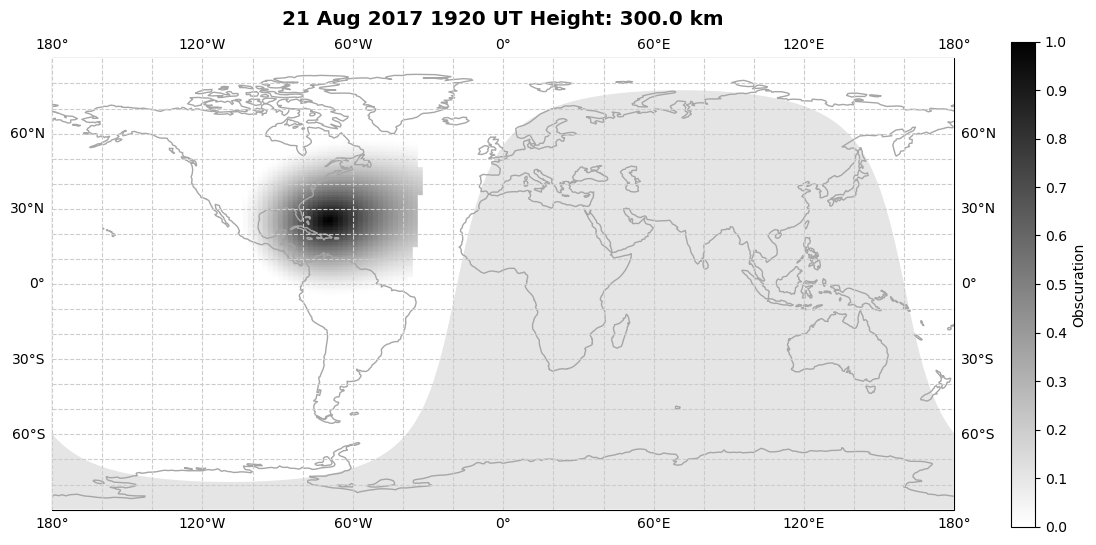 21 Aug 2017 1920 UT Height: 300.0 km
180° 120°W 60°W 0° 60°E 120°E 180°
60°N 60°N
30°N 30°N
0° 0°
30°S 30°S
60°S 60°S
180° 120°W 60°W 0° 60°E 120°E 180°
1.0
0.9
0.8
0.7
0.6
0.5
0.4
0.3
0.2
0.1
0.0
Obscuration